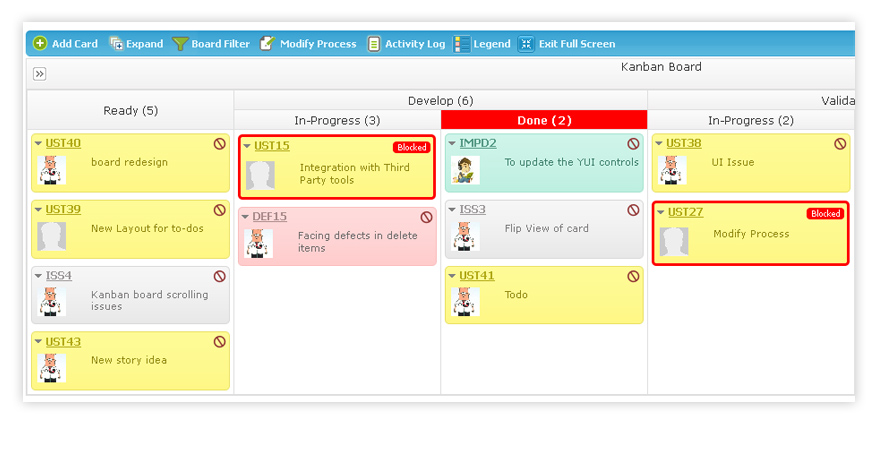 Add Card Expand Board Filter Modify Process Activity Log Legend Exit Full Screen
Kanban Board
Ready (5)
Develop (6)
Valida
In-Progress (3)
Done (2)
In-Progress (2)
UST40
board redesign
UST39
New Layout for to-dos
ISS4
Kanban board scrolling
issues
UST43
New story idea
UST15
Blocked
Integration with Third
Party tools
DEF15
Facing defects in delete
items
IMPD2
To update the YUI controls
ISS3
Flip View of card
UST41
Todo
UST38
UI Issue
UST27
Blocked
Modify Process